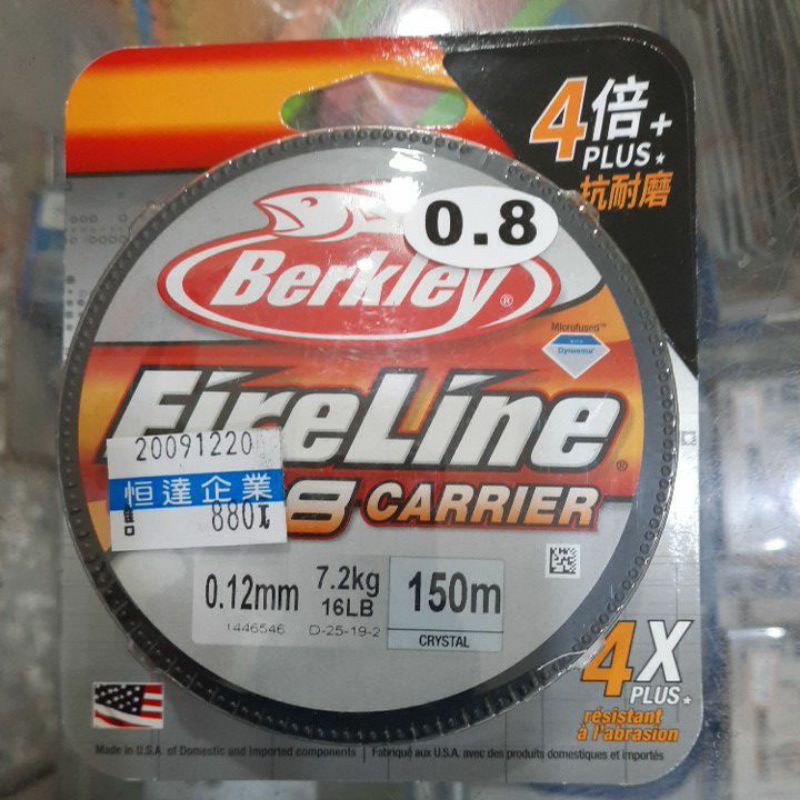 4倍+
PLUS★
抗耐磨
0.8
Berkley®
Microfused™
Dyneema®
FireLine®
20091220
恒達企業
8 CARRIER
0.12mm
7.2kg
16LB
150m
1446546
D-25-19-2
CRYSTAL
4X
PLUS★
résistant
à l'abrasion
Made in U.S.A. of Domestic and Imported components | Fabriqué aux U.S.A. avec des produits domestiques et importés